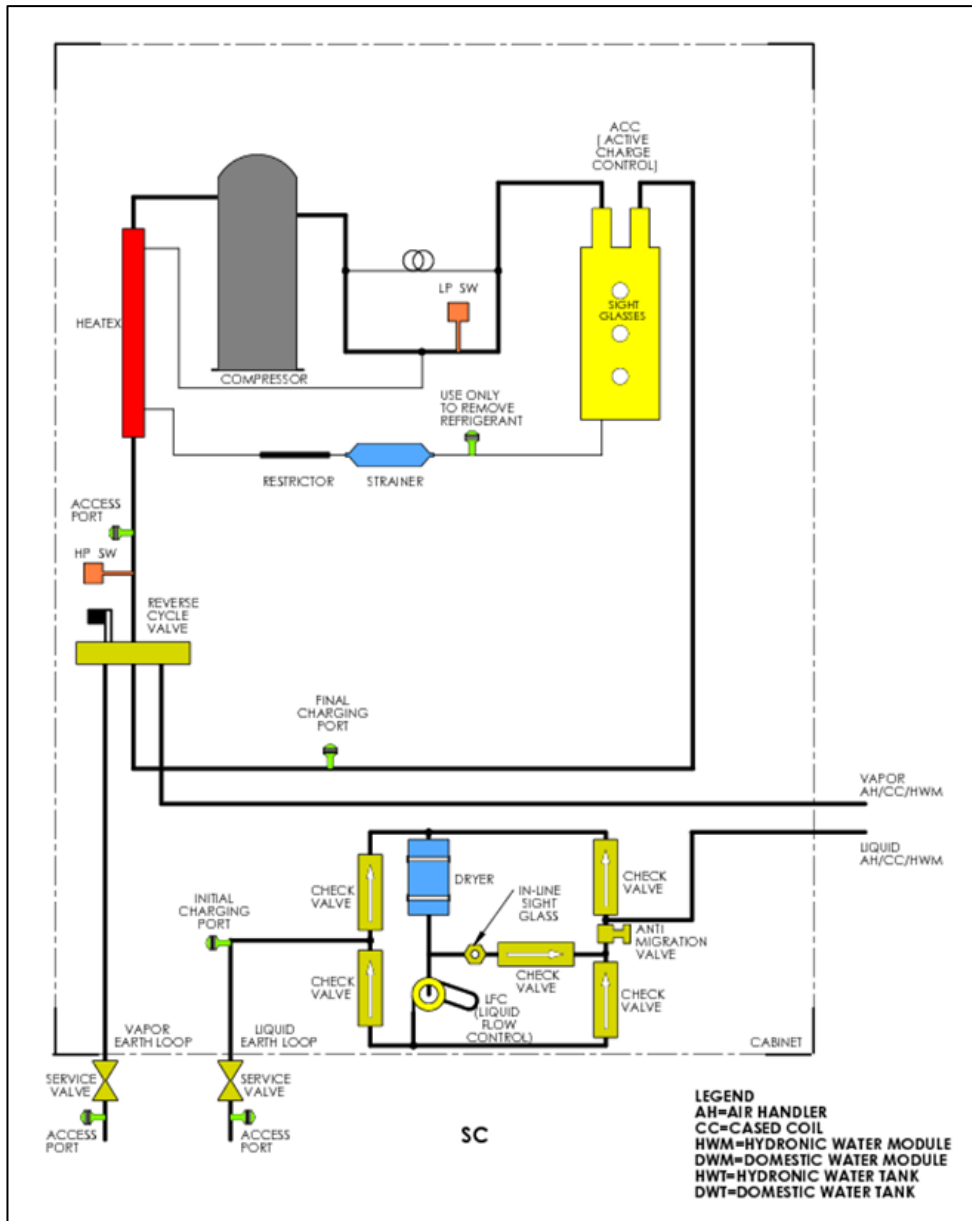 ACC
( ACTIVE
CHARGE
CONTROL)
HEATEX
LP SW
SIGHT
GLASSES
COMPRESSOR
USE ONLY
TO REMOVE
REFRIGERANT
RESTRICTOR
STRAINER
ACCESS
PORT
HP SW
REVERSE
CYCLE
VALVE
FINAL
CHARGING
PORT
VAPOR
AH/CC/HWM
LIQUID
AH/CC/HWM
CHECK
VALVE
DRYER
IN-LINE
SIGHT
GLASS
CHECK
VALVE
INITIAL
CHARGING
PORT
ANTI
MIGRATION
VALVE
CHECK
VALVE
CHECK
VALVE
LFC
(LIQUID
FLOW
CONTROL)
CHECK
VALVE
VAPOR
EARTH LOOP
LIQUID
EARTH LOOP
CABINET
SERVICE
VALVE
SERVICE
VALVE
ACCESS
PORT
ACCESS
PORT
SC
LEGEND
AH=AIR HANDLER
CC=CASED COIL
HWM=HYDRONIC WATER MODULE
DWM=DOMESTIC WATER MODULE
HWT=HYDRONIC WATER TANK
DWT=DOMESTIC WATER TANK